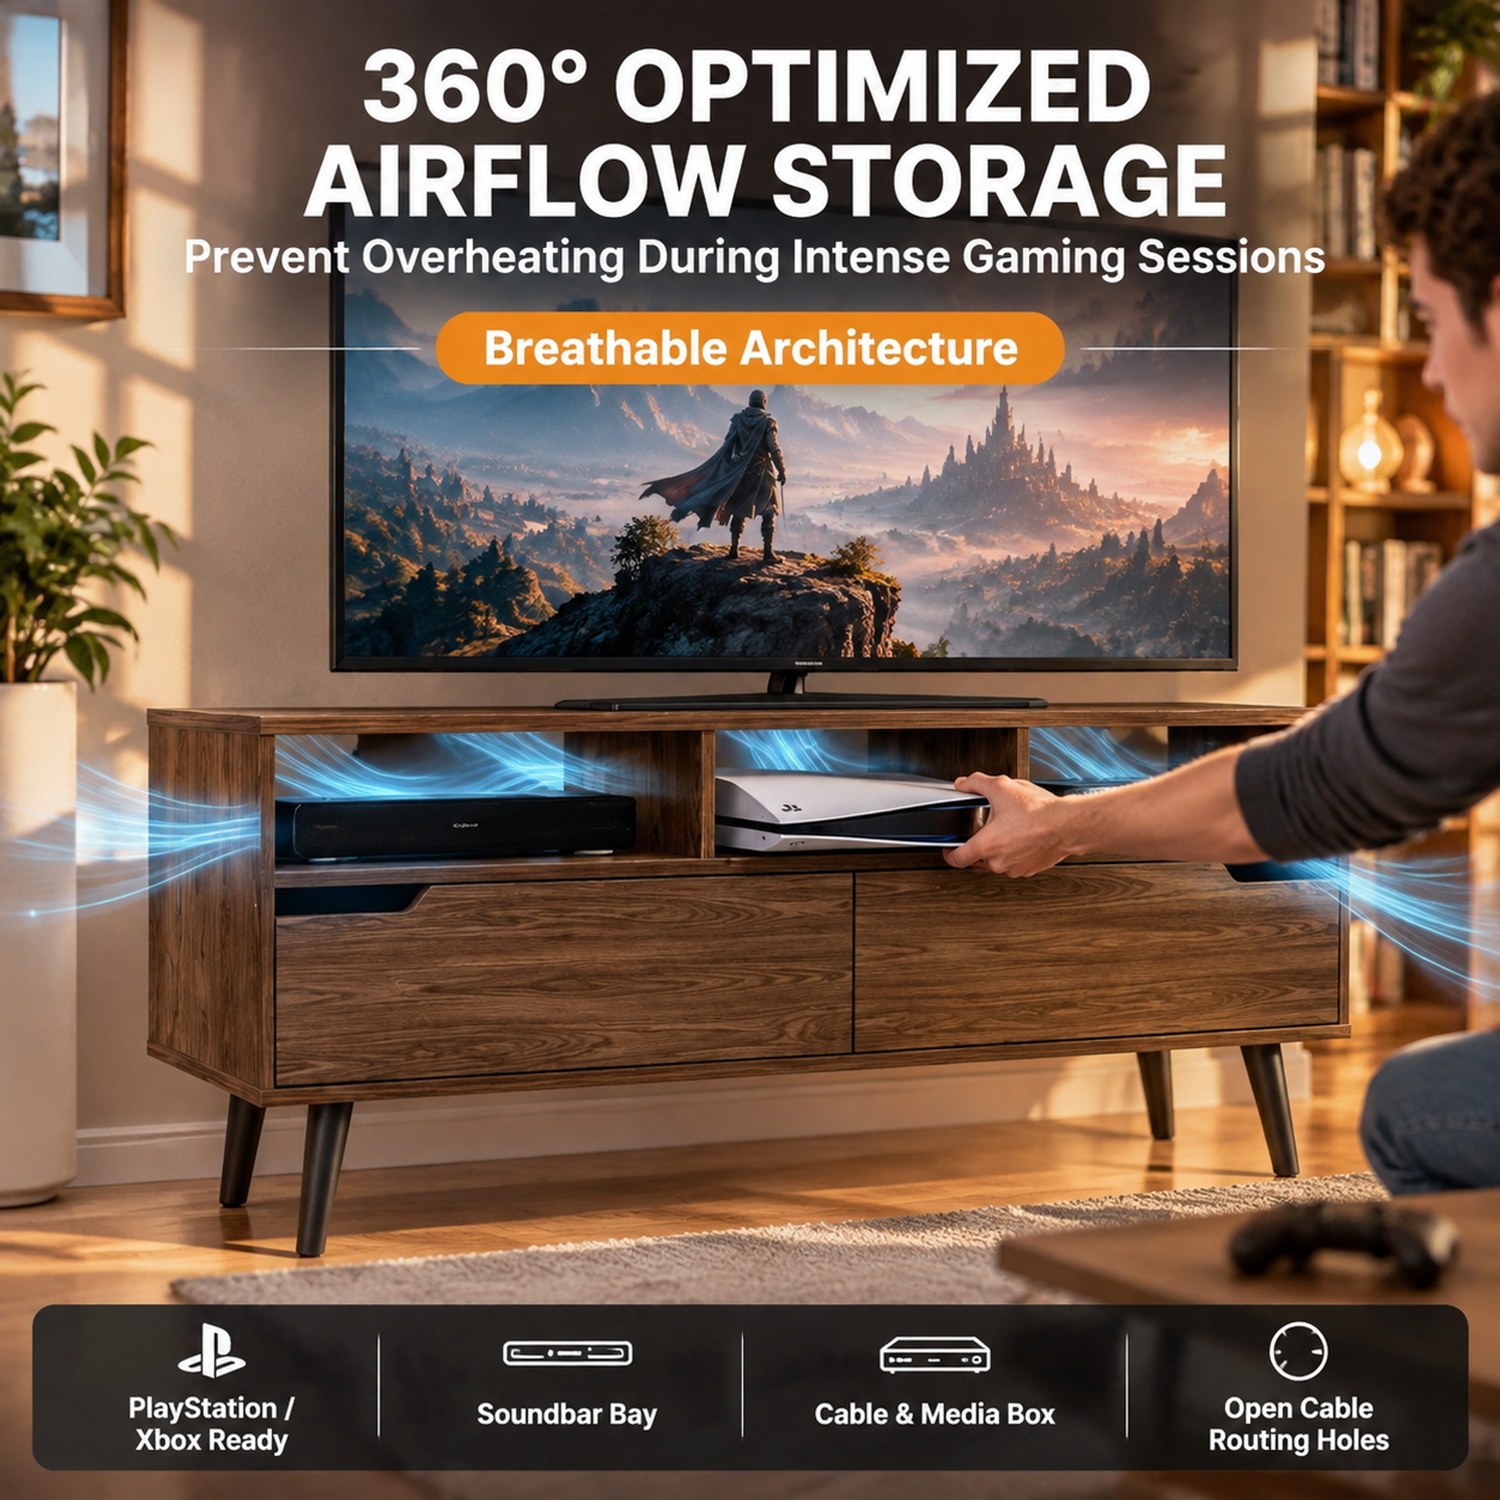 360° OPTIMIZED
AIRFLOW STORAGE
Prevent Overheating During Intense Gaming Sessions
Breathable Architecture
PlayStation /
Xbox Ready
Soundbar Bay
Cable & Media Box
Open Cable
Routing Holes